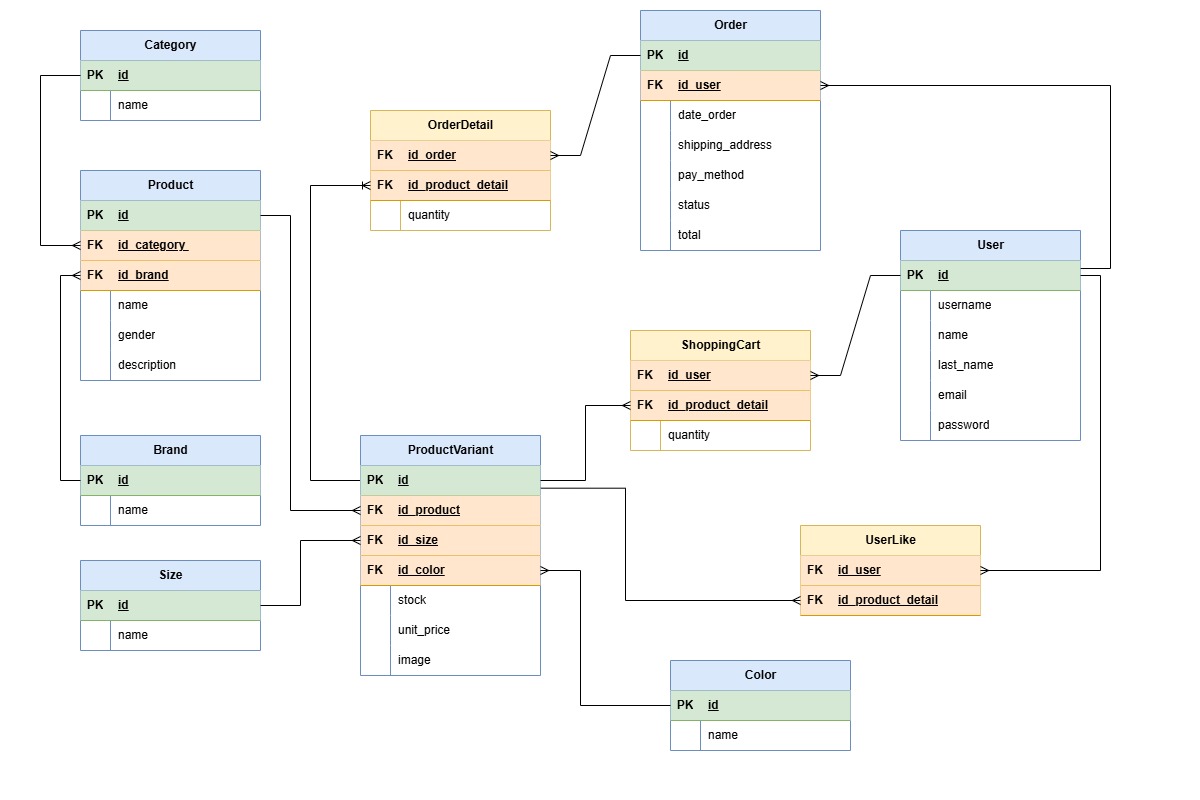 Category
PK id
name
Product
PK id
FK id_category
FK id_brand
name
gender
description
Brand
PK id
name
Size
PK id
name
OrderDetail
FK id_order
FK id_product_detail
quantity
ProductVariant
PK id
FK id_product
FK id_size
FK id_color
stock
unit_price
image
Order
PK id
FK id_user
date_order
shipping_address
pay_method
status
total
ShoppingCart
FK id_user
FK id_product_detail
quantity
User
PK id
username
name
last_name
email
password
UserLike
FK id_user
FK id_product_detail
Color
PK id
name